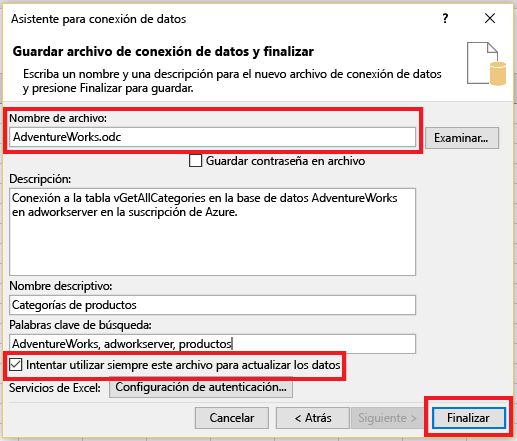 Asistente para conexión de datos
?
Guardar archivo de conexión de datos y finalizar
Escriba un nombre y una descripción para el nuevo archivo de conexión de datos
y presione Finalizar para guardar.
Nombre de archivo:
AdventureWorks.odc
Examinar...
Guardar contraseña en archivo
Descripción:
Conexión a la tabla vGetAllCategories en la base de datos AdventureWorks
en adworkserver en la suscripción de Azure.
Nombre descriptivo:
Categorías de productos
Palabras clave de búsqueda:
AdventureWorks, adworkserver, productos
Intentar utilizar siempre este archivo para actualizar los datos
Servicios de Excel: Configuración de autenticación...
Cancelar < Atrás Siguiente > Finalizar